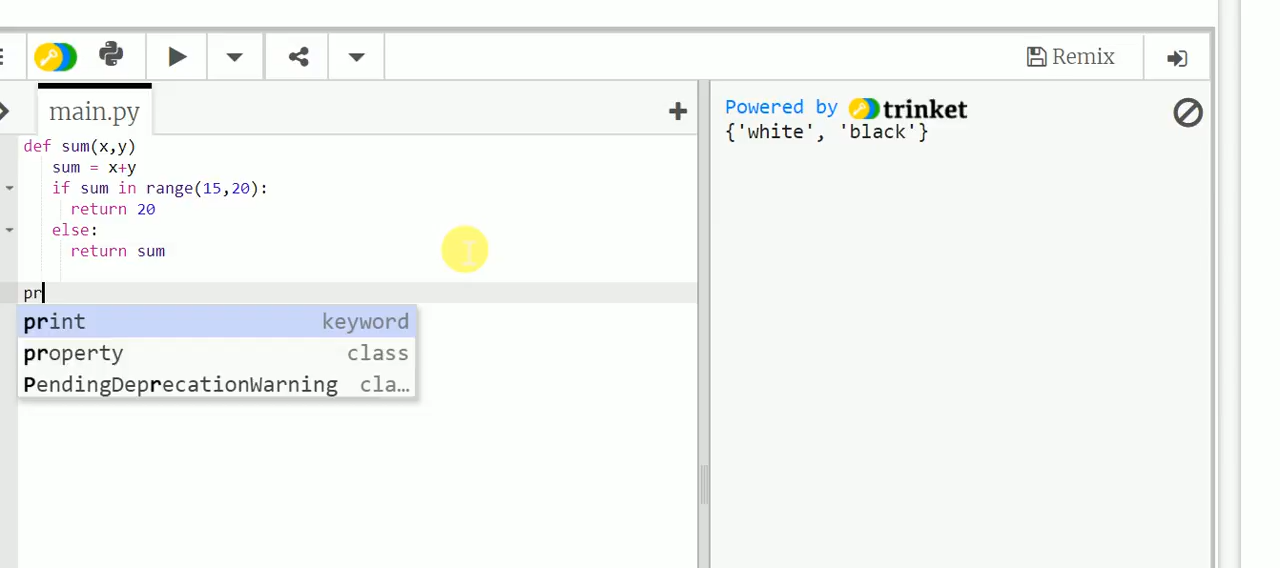 Remix
main.py
def sum(x,y)
sum = x+y
if sum in range(15,20):
return 20
else:
return sum
pr
print keyword
property class
PendingDeprecationWarning cla…
Powered by trinket
{'white', 'black'}